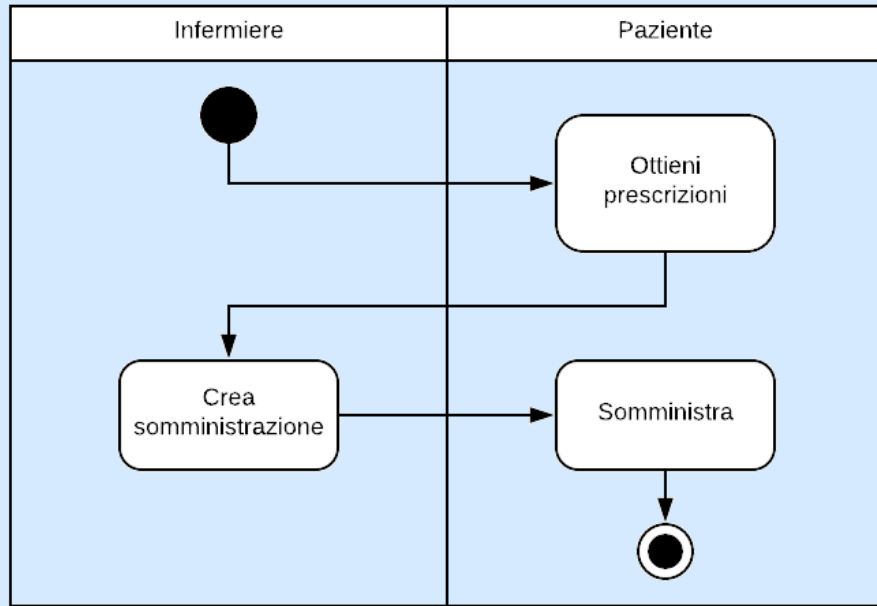 Infermiere
Paziente
Ottieni
prescrizioni
Crea
somministrazione
Somministra